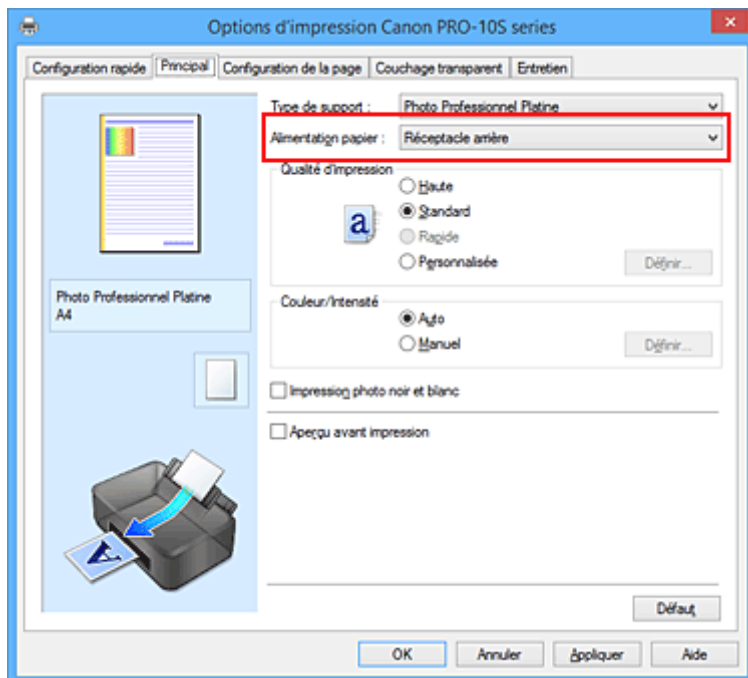 Options d'impression Canon PRO-10S series
Configuration rapide Principal Configuration de la page Couchage transparent Entretien
Type de support : Photo Professionnel Platine
Alimentation papier : Réceptacle arrière
Qualité d'impression
Haute
a Standard
Rapide
Personnalisée Définir...
Photo Professionnel Platine
A4
Couleur/Intensité
Auto
Manuel Définir...
Impression photo noir et blanc
Aperçu avant impression
A
Défaut
OK Annuler Appliquer Aide